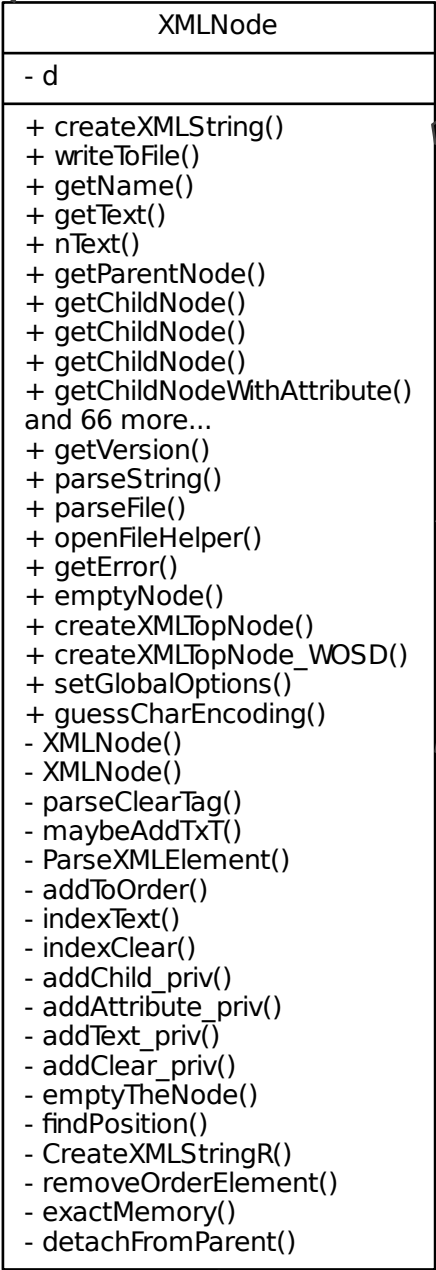 XMLNode
- d
+ createXMLString()
+ writeToFile()
+ getName()
+ getText()
+ nText()
+ getParentNode()
+ getChildNode()
+ getChildNode()
+ getChildNode()
+ getChildNodeWithAttribute()
and 66 more...
+ getVersion()
+ parseString()
+ parseFile()
+ openFileHelper()
+ getError()
+ emptyNode()
+ createXMLTopNode()
+ createXMLTopNode_WOSD()
+ setGlobalOptions()
+ guessCharEncoding()
- XMLNode()
- XMLNode()
- parseClearTag()
- maybeAddTxT()
- ParseXMLElement()
- addToOrder()
- indexText()
- indexClear()
- addChild_priv()
- addAttribute_priv()
- addText_priv()
- addClear_priv()
- emptyTheNode()
- findPosition()
- CreateXMLStringR()
- removeOrderElement()
- exactMemory()
- detachFromParent()